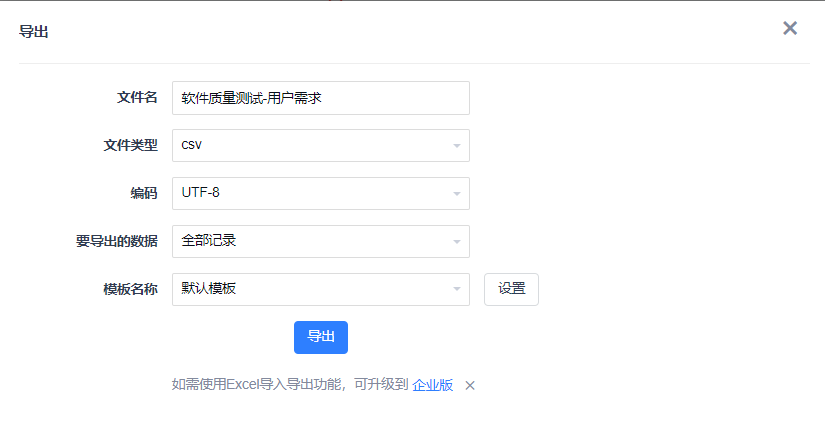 导出
文件名 软件质量测试-用户需求
文件类型 csv
编码 UTF-8
要导出的数据 全部记录
模板名称 默认模板 设置
导出
如需使用Excel导入导出功能，可升级到 企业版 ×